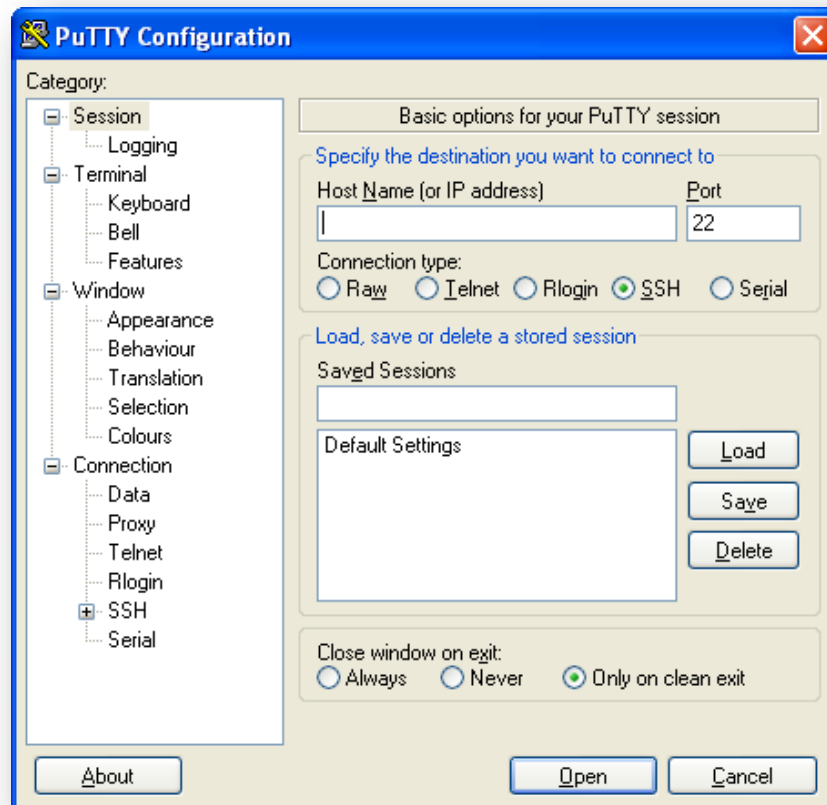 PuTTY Configuration
Category:
Session
Logging
Terminal
Keyboard
Bell
Features
Window
Appearance
Behaviour
Translation
Selection
Colours
Connection
Data
Proxy
Telnet
Rlogin
SSH
Serial
Basic options for your PuTTY session
Specify the destination you want to connect to
Host Name (or IP address) Port
22
Connection type:
Raw Telnet Rlogin SSH Serial
Load, save or delete a stored session
Saved Sessions
Default Settings
Load
Save
Delete
Close window on exit:
Always Never Only on clean exit
About Open Cancel